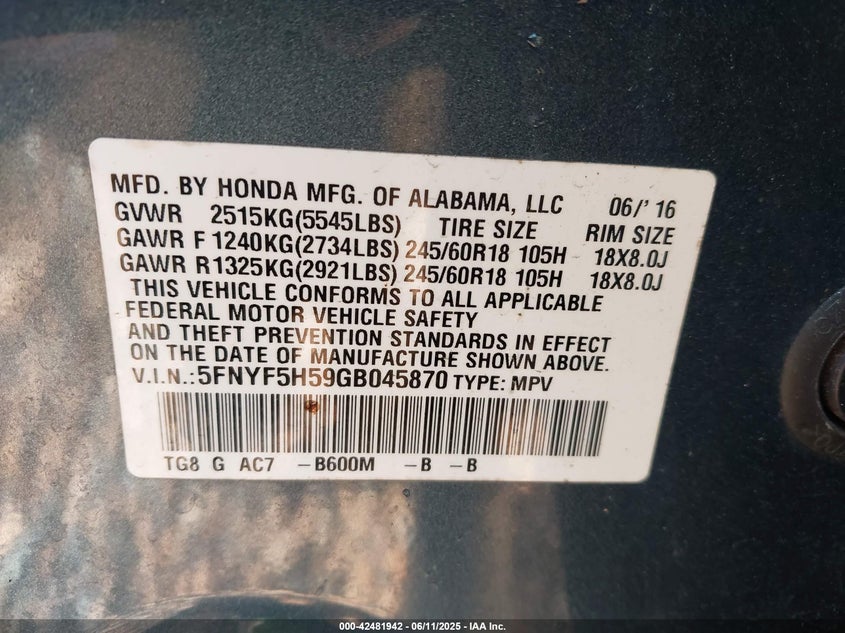 MFD. BY HONDA MFG. OF ALABAMA, LLC 06/' 16
GVWR 2515KG(5545LBS) TIRE SIZE RIM SIZE
GAWR F 1240KG(2734LBS) 245/60R18 105H 18X8.0J
GAWR R1325KG(2921LBS) 245/60R18 105H 18X8.0J
THIS VEHICLE CONFORMS TO ALL APPLICABLE
FEDERAL MOTOR VEHICLE SAFETY
AND THEFT PREVENTION STANDARDS IN EFFECT
ON THE DATE OF MANUFACTURE SHOWN ABOVE.
V.I.N.:5FNYF5H59GB045870 TYPE: MPV
TG8 G AC7 –B600M –B –B
000-42481942 - 06/11/2025 - IAA Inc.